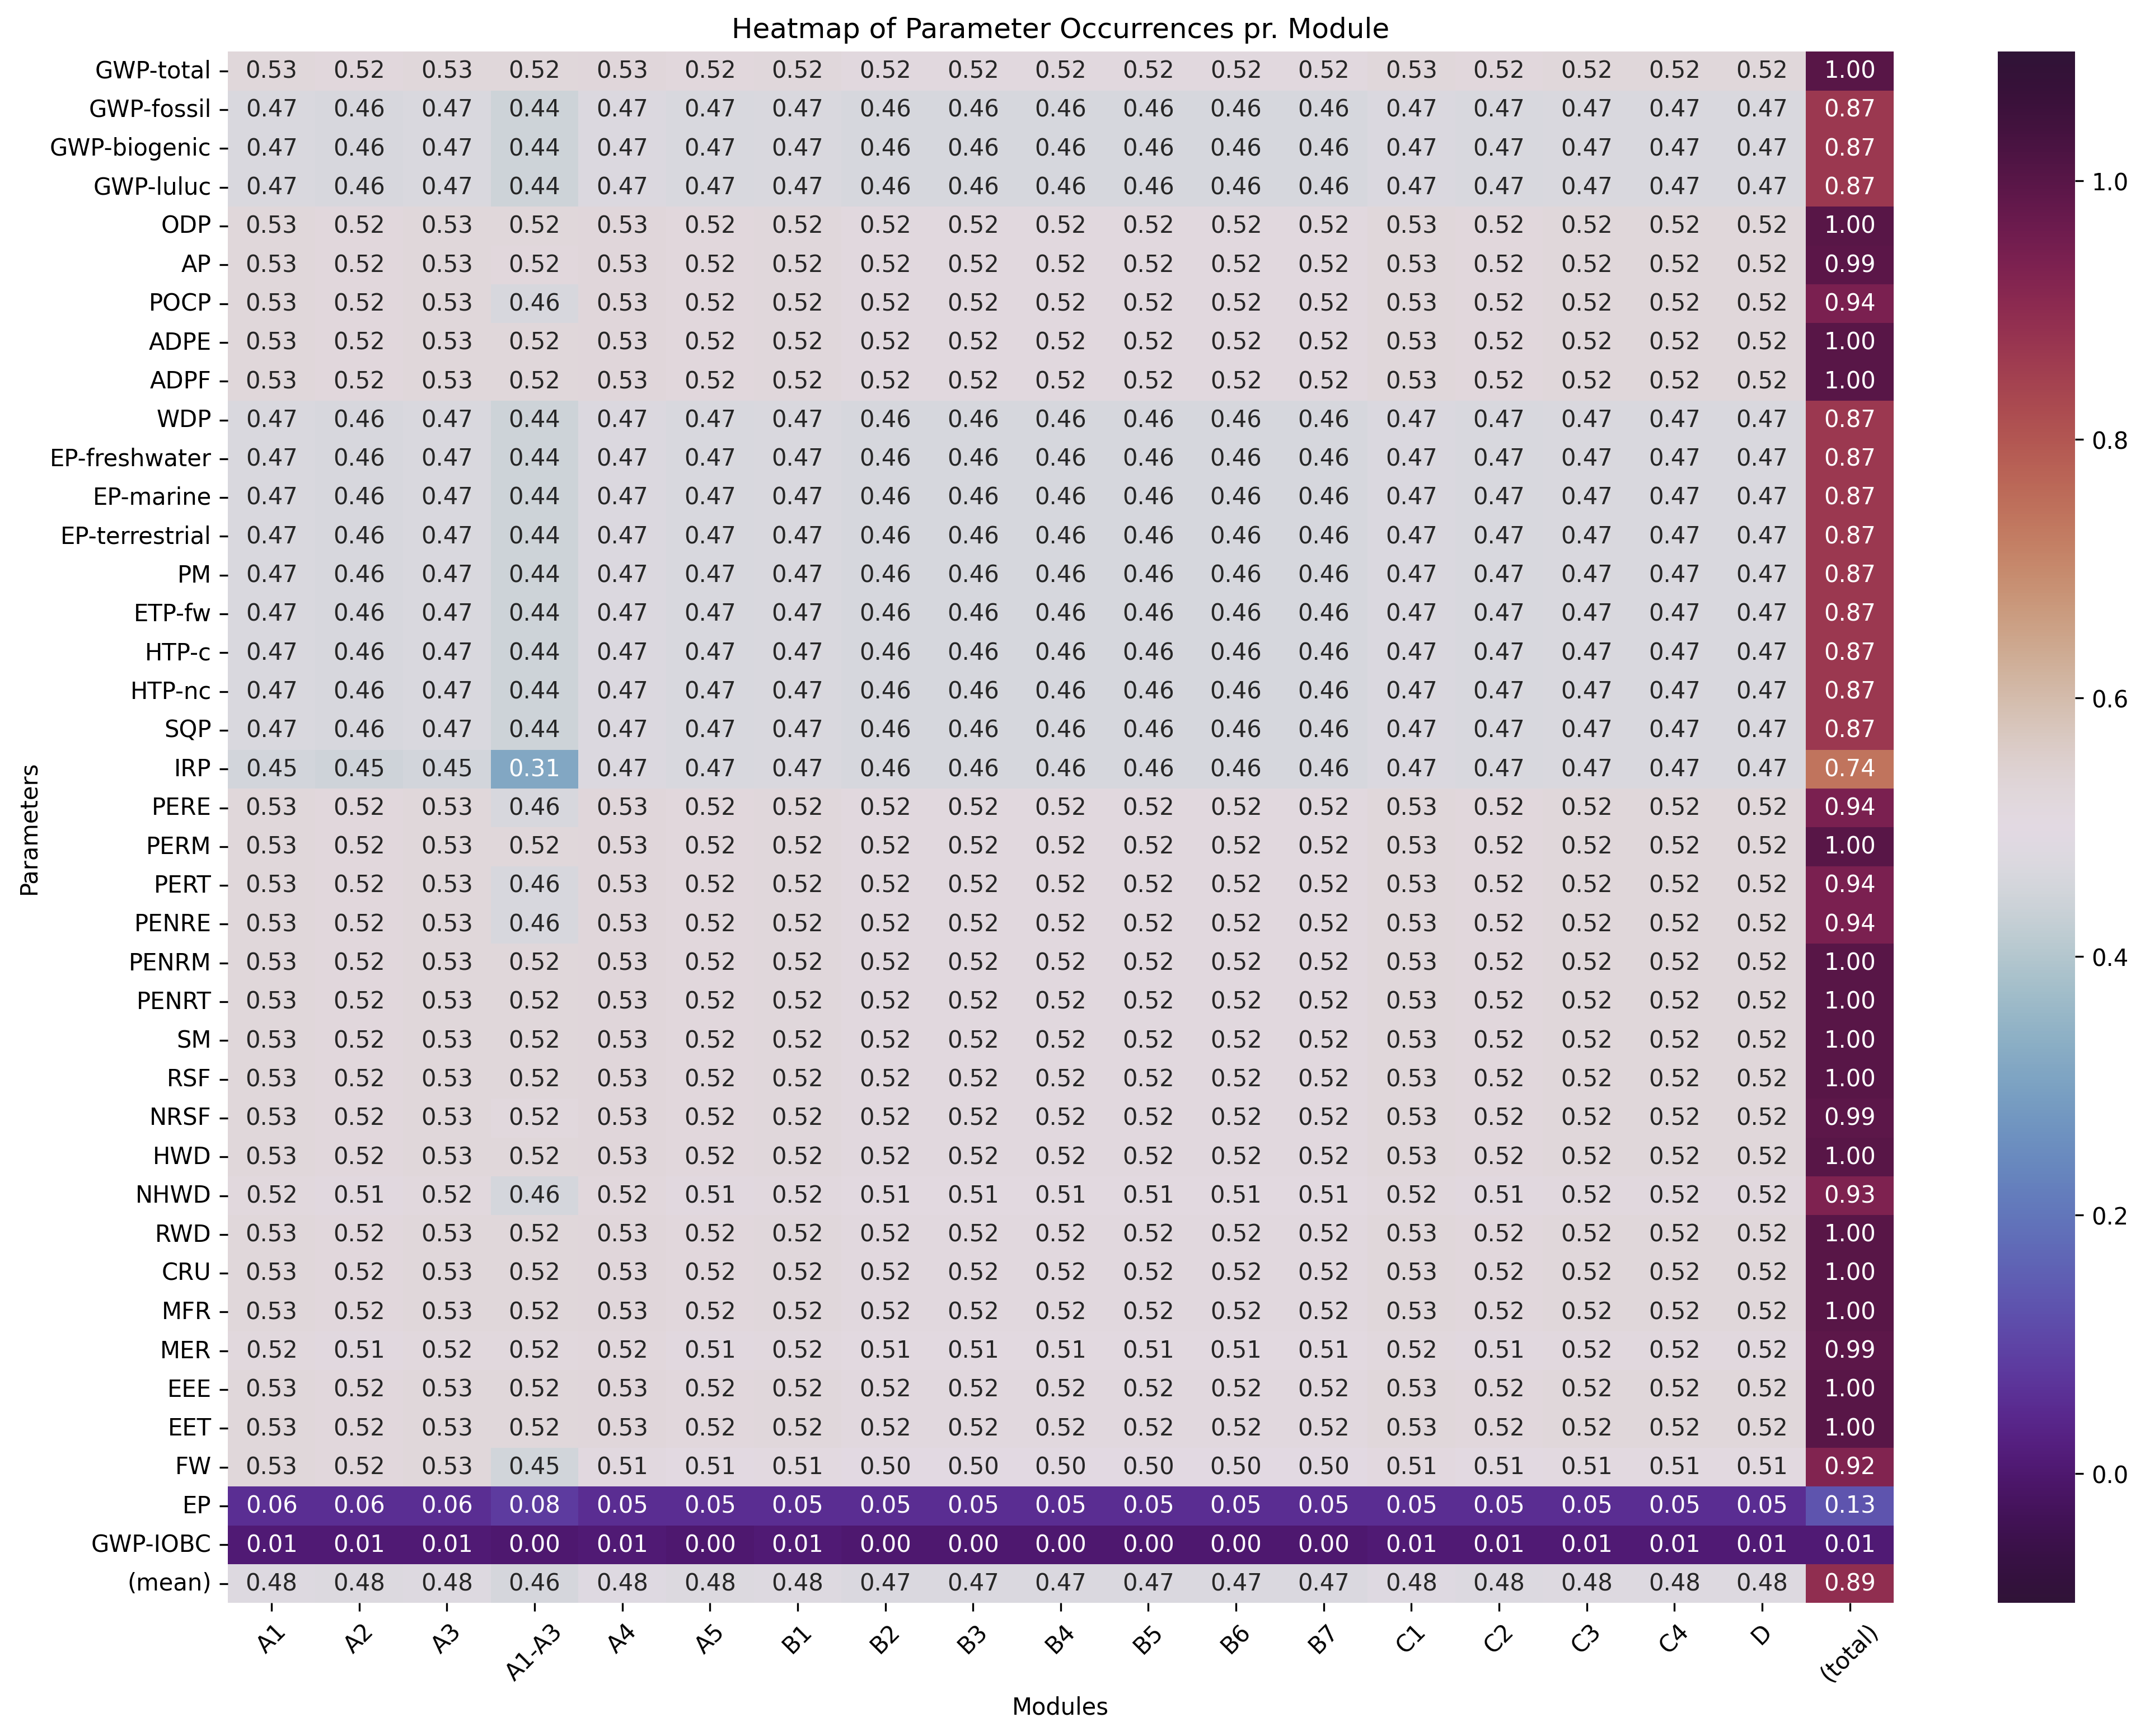 Heatmap of Parameter Occurrences pr. Module
GWP-total 0.53 0.52 0.53 0.52 0.53 0.52 0.52 0.52 0.52 0.52 0.52 0.52 0.52 0.53 0.52 0.52 0.52 0.52 1.00
GWP-fossil 0.47 0.46 0.47 0.44 0.47 0.47 0.47 0.46 0.46 0.46 0.46 0.46 0.46 0.47 0.47 0.47 0.47 0.47 0.87
GWP-biogenic 0.47 0.46 0.47 0.44 0.47 0.47 0.47 0.46 0.46 0.46 0.46 0.46 0.46 0.47 0.47 0.47 0.47 0.47 0.87
GWP-luluc 0.47 0.46 0.47 0.44 0.47 0.47 0.47 0.46 0.46 0.46 0.46 0.46 0.46 0.47 0.47 0.47 0.47 0.47 0.87
ODP 0.53 0.52 0.53 0.52 0.53 0.52 0.52 0.52 0.52 0.52 0.52 0.52 0.52 0.53 0.52 0.52 0.52 0.52 1.00
AP 0.53 0.52 0.53 0.52 0.53 0.52 0.52 0.52 0.52 0.52 0.52 0.52 0.52 0.53 0.52 0.52 0.52 0.52 0.99
POCP 0.53 0.52 0.53 0.46 0.53 0.52 0.52 0.52 0.52 0.52 0.52 0.52 0.52 0.53 0.52 0.52 0.52 0.52 0.94
ADPE 0.53 0.52 0.53 0.52 0.53 0.52 0.52 0.52 0.52 0.52 0.52 0.52 0.52 0.53 0.52 0.52 0.52 0.52 1.00
ADPF 0.53 0.52 0.53 0.52 0.53 0.52 0.52 0.52 0.52 0.52 0.52 0.52 0.52 0.53 0.52 0.52 0.52 0.52 1.00
WDP 0.47 0.46 0.47 0.44 0.47 0.47 0.47 0.46 0.46 0.46 0.46 0.46 0.46 0.47 0.47 0.47 0.47 0.47 0.87
EP-freshwater 0.47 0.46 0.47 0.44 0.47 0.47 0.47 0.46 0.46 0.46 0.46 0.46 0.46 0.47 0.47 0.47 0.47 0.47 0.87
EP-marine 0.47 0.46 0.47 0.44 0.47 0.47 0.47 0.46 0.46 0.46 0.46 0.46 0.46 0.47 0.47 0.47 0.47 0.47 0.87
EP-terrestrial 0.47 0.46 0.47 0.44 0.47 0.47 0.47 0.46 0.46 0.46 0.46 0.46 0.46 0.47 0.47 0.47 0.47 0.47 0.87
PM 0.47 0.46 0.47 0.44 0.47 0.47 0.47 0.46 0.46 0.46 0.46 0.46 0.46 0.47 0.47 0.47 0.47 0.47 0.87
ETP-fw 0.47 0.46 0.47 0.44 0.47 0.47 0.47 0.46 0.46 0.46 0.46 0.46 0.46 0.47 0.47 0.47 0.47 0.47 0.87
HTP-c 0.47 0.46 0.47 0.44 0.47 0.47 0.47 0.46 0.46 0.46 0.46 0.46 0.46 0.47 0.47 0.47 0.47 0.47 0.87
HTP-nc 0.47 0.46 0.47 0.44 0.47 0.47 0.47 0.46 0.46 0.46 0.46 0.46 0.46 0.47 0.47 0.47 0.47 0.47 0.87
SQP 0.47 0.46 0.47 0.44 0.47 0.47 0.47 0.46 0.46 0.46 0.46 0.46 0.46 0.47 0.47 0.47 0.47 0.47 0.87
IRP 0.45 0.45 0.45 0.31 0.47 0.47 0.47 0.46 0.46 0.46 0.46 0.46 0.46 0.47 0.47 0.47 0.47 0.47 0.74
PERE 0.53 0.52 0.53 0.46 0.53 0.52 0.52 0.52 0.52 0.52 0.52 0.52 0.52 0.53 0.52 0.52 0.52 0.52 0.94
PERM 0.53 0.52 0.53 0.52 0.53 0.52 0.52 0.52 0.52 0.52 0.52 0.52 0.52 0.53 0.52 0.52 0.52 0.52 1.00
PERT 0.53 0.52 0.53 0.46 0.53 0.52 0.52 0.52 0.52 0.52 0.52 0.52 0.52 0.53 0.52 0.52 0.52 0.52 0.94
PENRE 0.53 0.52 0.53 0.46 0.53 0.52 0.52 0.52 0.52 0.52 0.52 0.52 0.52 0.53 0.52 0.52 0.52 0.52 0.94
PENRM 0.53 0.52 0.53 0.52 0.53 0.52 0.52 0.52 0.52 0.52 0.52 0.52 0.52 0.53 0.52 0.52 0.52 0.52 1.00
PENRT 0.53 0.52 0.53 0.52 0.53 0.52 0.52 0.52 0.52 0.52 0.52 0.52 0.52 0.53 0.52 0.52 0.52 0.52 1.00
SM 0.53 0.52 0.53 0.52 0.53 0.52 0.52 0.52 0.52 0.52 0.52 0.52 0.52 0.53 0.52 0.52 0.52 0.52 1.00
RSF 0.53 0.52 0.53 0.52 0.53 0.52 0.52 0.52 0.52 0.52 0.52 0.52 0.52 0.53 0.52 0.52 0.52 0.52 1.00
NRSF 0.53 0.52 0.53 0.52 0.53 0.52 0.52 0.52 0.52 0.52 0.52 0.52 0.52 0.53 0.52 0.52 0.52 0.52 0.99
HWD 0.53 0.52 0.53 0.52 0.53 0.52 0.52 0.52 0.52 0.52 0.52 0.52 0.52 0.53 0.52 0.52 0.52 0.52 1.00
NHWD 0.52 0.51 0.52 0.46 0.52 0.51 0.52 0.51 0.51 0.51 0.51 0.51 0.51 0.52 0.51 0.52 0.52 0.52 0.93
RWD 0.53 0.52 0.53 0.52 0.53 0.52 0.52 0.52 0.52 0.52 0.52 0.52 0.52 0.53 0.52 0.52 0.52 0.52 1.00
CRU 0.53 0.52 0.53 0.52 0.53 0.52 0.52 0.52 0.52 0.52 0.52 0.52 0.52 0.53 0.52 0.52 0.52 0.52 1.00
MFR 0.53 0.52 0.53 0.52 0.53 0.52 0.52 0.52 0.52 0.52 0.52 0.52 0.52 0.53 0.52 0.52 0.52 0.52 1.00
MER 0.52 0.51 0.52 0.52 0.52 0.51 0.52 0.51 0.51 0.51 0.51 0.51 0.51 0.52 0.51 0.52 0.52 0.52 0.99
EEE 0.53 0.52 0.53 0.52 0.53 0.52 0.52 0.52 0.52 0.52 0.52 0.52 0.52 0.53 0.52 0.52 0.52 0.52 1.00
EET 0.53 0.52 0.53 0.52 0.53 0.52 0.52 0.52 0.52 0.52 0.52 0.52 0.52 0.53 0.52 0.52 0.52 0.52 1.00
FW 0.53 0.52 0.53 0.45 0.51 0.51 0.51 0.50 0.50 0.50 0.50 0.50 0.50 0.51 0.51 0.51 0.51 0.51 0.92
EP 0.06 0.06 0.06 0.08 0.05 0.05 0.05 0.05 0.05 0.05 0.05 0.05 0.05 0.05 0.05 0.05 0.05 0.05 0.13
GWP-IOBC 0.01 0.01 0.01 0.00 0.01 0.00 0.01 0.00 0.00 0.00 0.00 0.00 0.00 0.01 0.01 0.01 0.01 0.01 0.01
(mean) 0.48 0.48 0.48 0.46 0.48 0.48 0.48 0.47 0.47 0.47 0.47 0.47 0.47 0.48 0.48 0.48 0.48 0.48 0.89
A1 A2 A3 A1-A3 A4 A5 B1 B2 B3 B4 B5 B6 B7 C1 C2 C3 C4 D (total)
Modules
Parameters
1.0
0.8
0.6
0.4
0.2
0.0